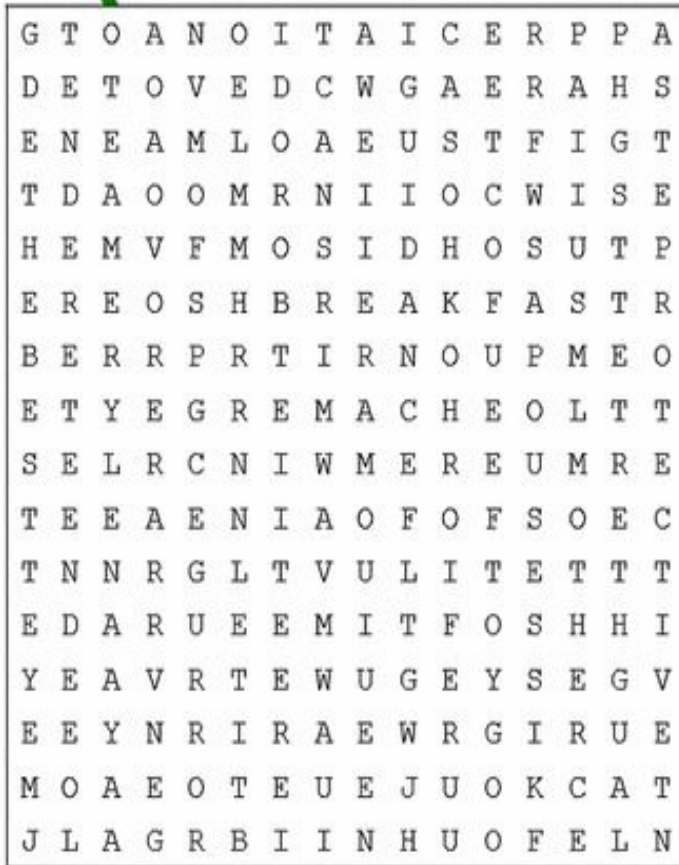 G T O A N O I T A I C E R P P A
D E T O V E D C W G A E R A H S
E N E A M L O A E U S T F I G T
T D A O O M R N I I O C W I S E
H E M V F M O S I D H O S U T P
E R E O S H B R E A K F A S T R
B E R R P R T I R N O U P M E O
E T Y E G R E M A C H E O L T T
S E L R C N I W M E R E U M R E
T E E A E N I A O F O F S O E C
T N N R G L T V U L I T E T T T
E D A R U E E M I T F O S H H I
Y E A V R T E W U G E Y S E G V
E E Y N R I R A E W R G I R U E
M O A E O T E U E J U O K C A T
J L A G R B I I N H U O F E L N